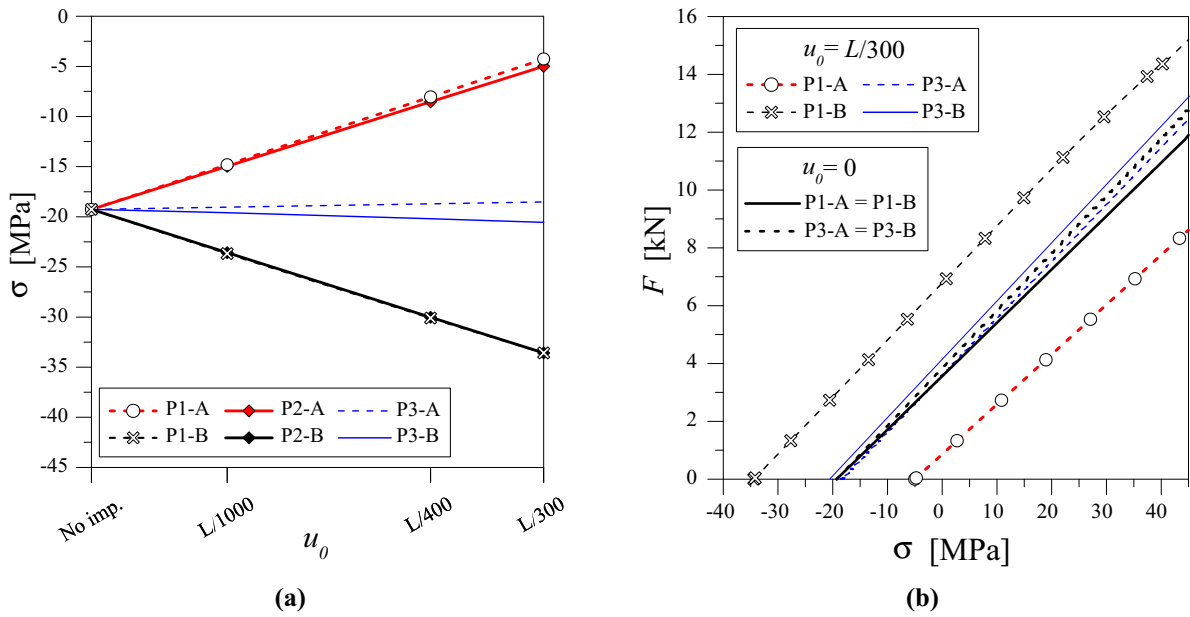 0
-5
-10
-15
-20
-25
-30
-35
-40
-45
σ [MPa]
P1-A P2-A P3-A
P1-B P2-B P3-B
No imp. L/1000 L/400 L/300
u0
(a)
16
14
12
10
8
6
4
2
0
F [kN]
u0= L/300
P1-A P3-A
P1-B P3-B
u0= 0
P1-A = P1-B
P3-A = P3-B
-40 -30 -20 -10 0 10 20 30 40
σ [MPa]
(b)